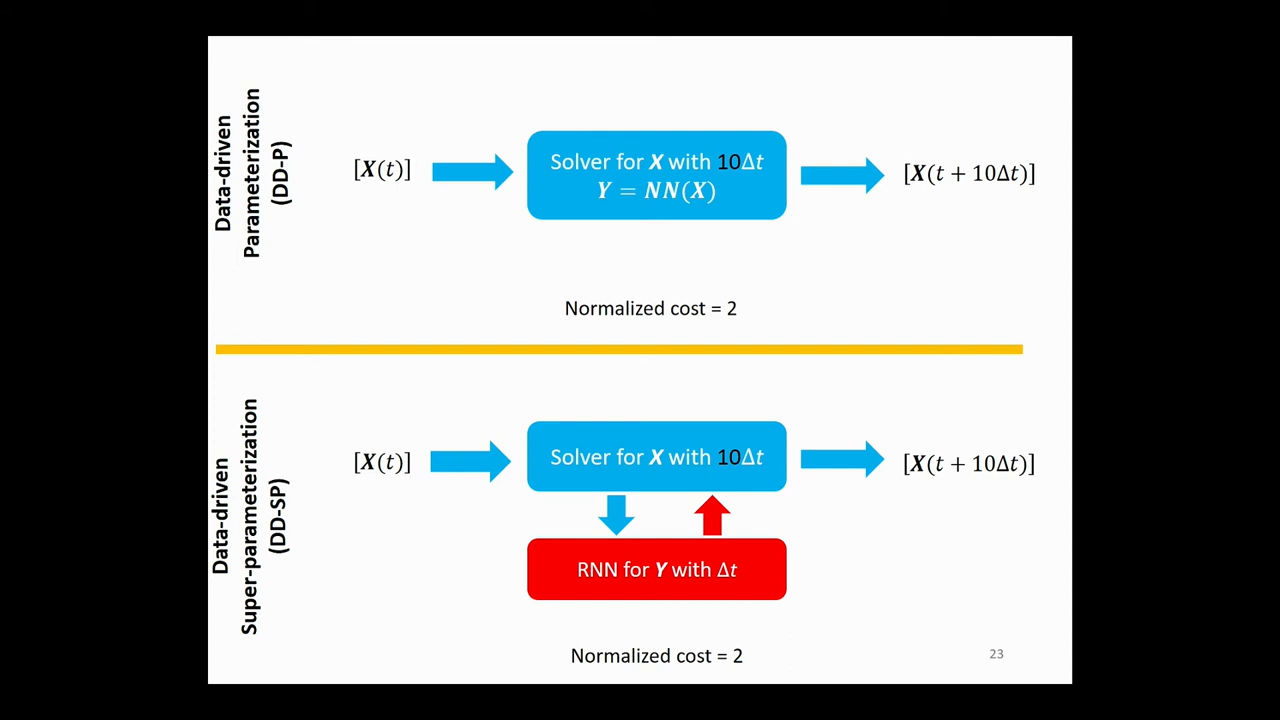 Data-driven
Parameterization
(DD-P)
[X(t)]
Solver for X with 10Δt
Y = NN(X)
[X(t + 10Δt)]
Normalized cost = 2
Data-driven
Super-parameterization
(DD-SP)
[X(t)]
Solver for X with 10Δt
[X(t + 10Δt)]
RNN for Y with Δt
Normalized cost = 2
23